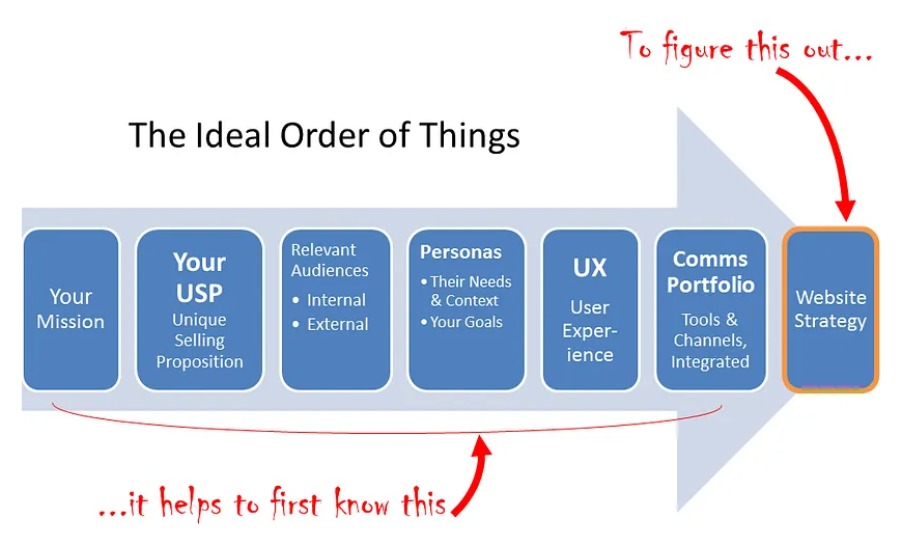 To figure this out...
The Ideal Order of Things
Your
Mission
Your
USP
Unique
Selling
Proposition
Relevant
Audiences
• Internal
• External
Personas
• Their Needs
& Context
• Your Goals
UX
User
Exper-
ience
Comms
Portfolio
Tools &
Channels,
Integrated
Website
Strategy
...it helps to first know this